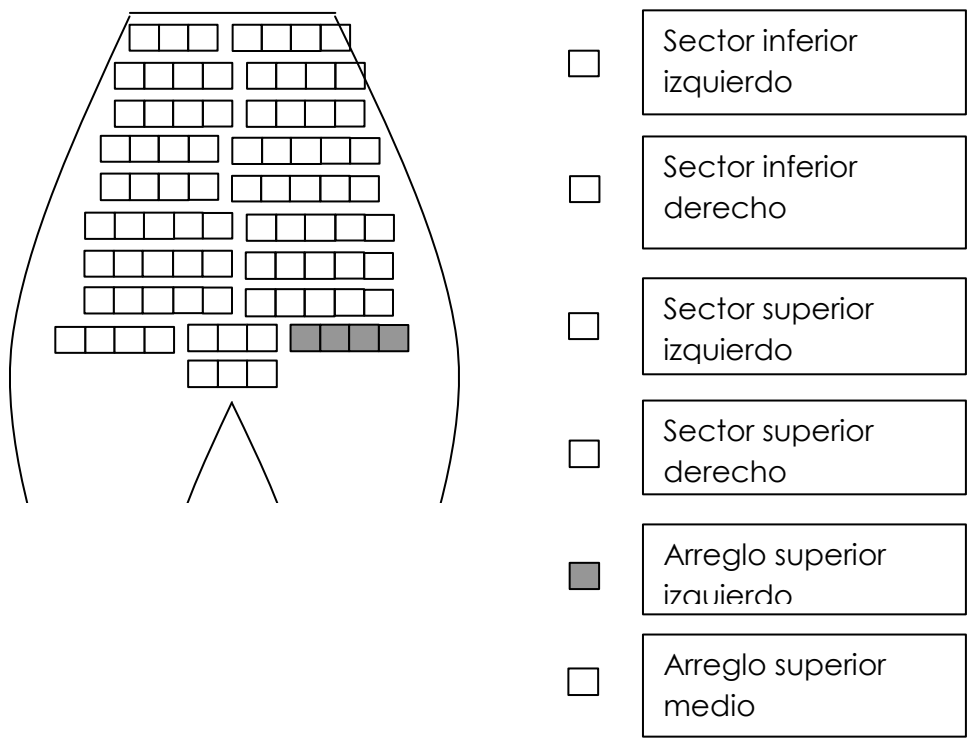 Sector inferior
izquierdo
Sector inferior
derecho
Sector superior
izquierdo
Sector superior
derecho
Arreglo superior
izquierdo
Arreglo superior
medio